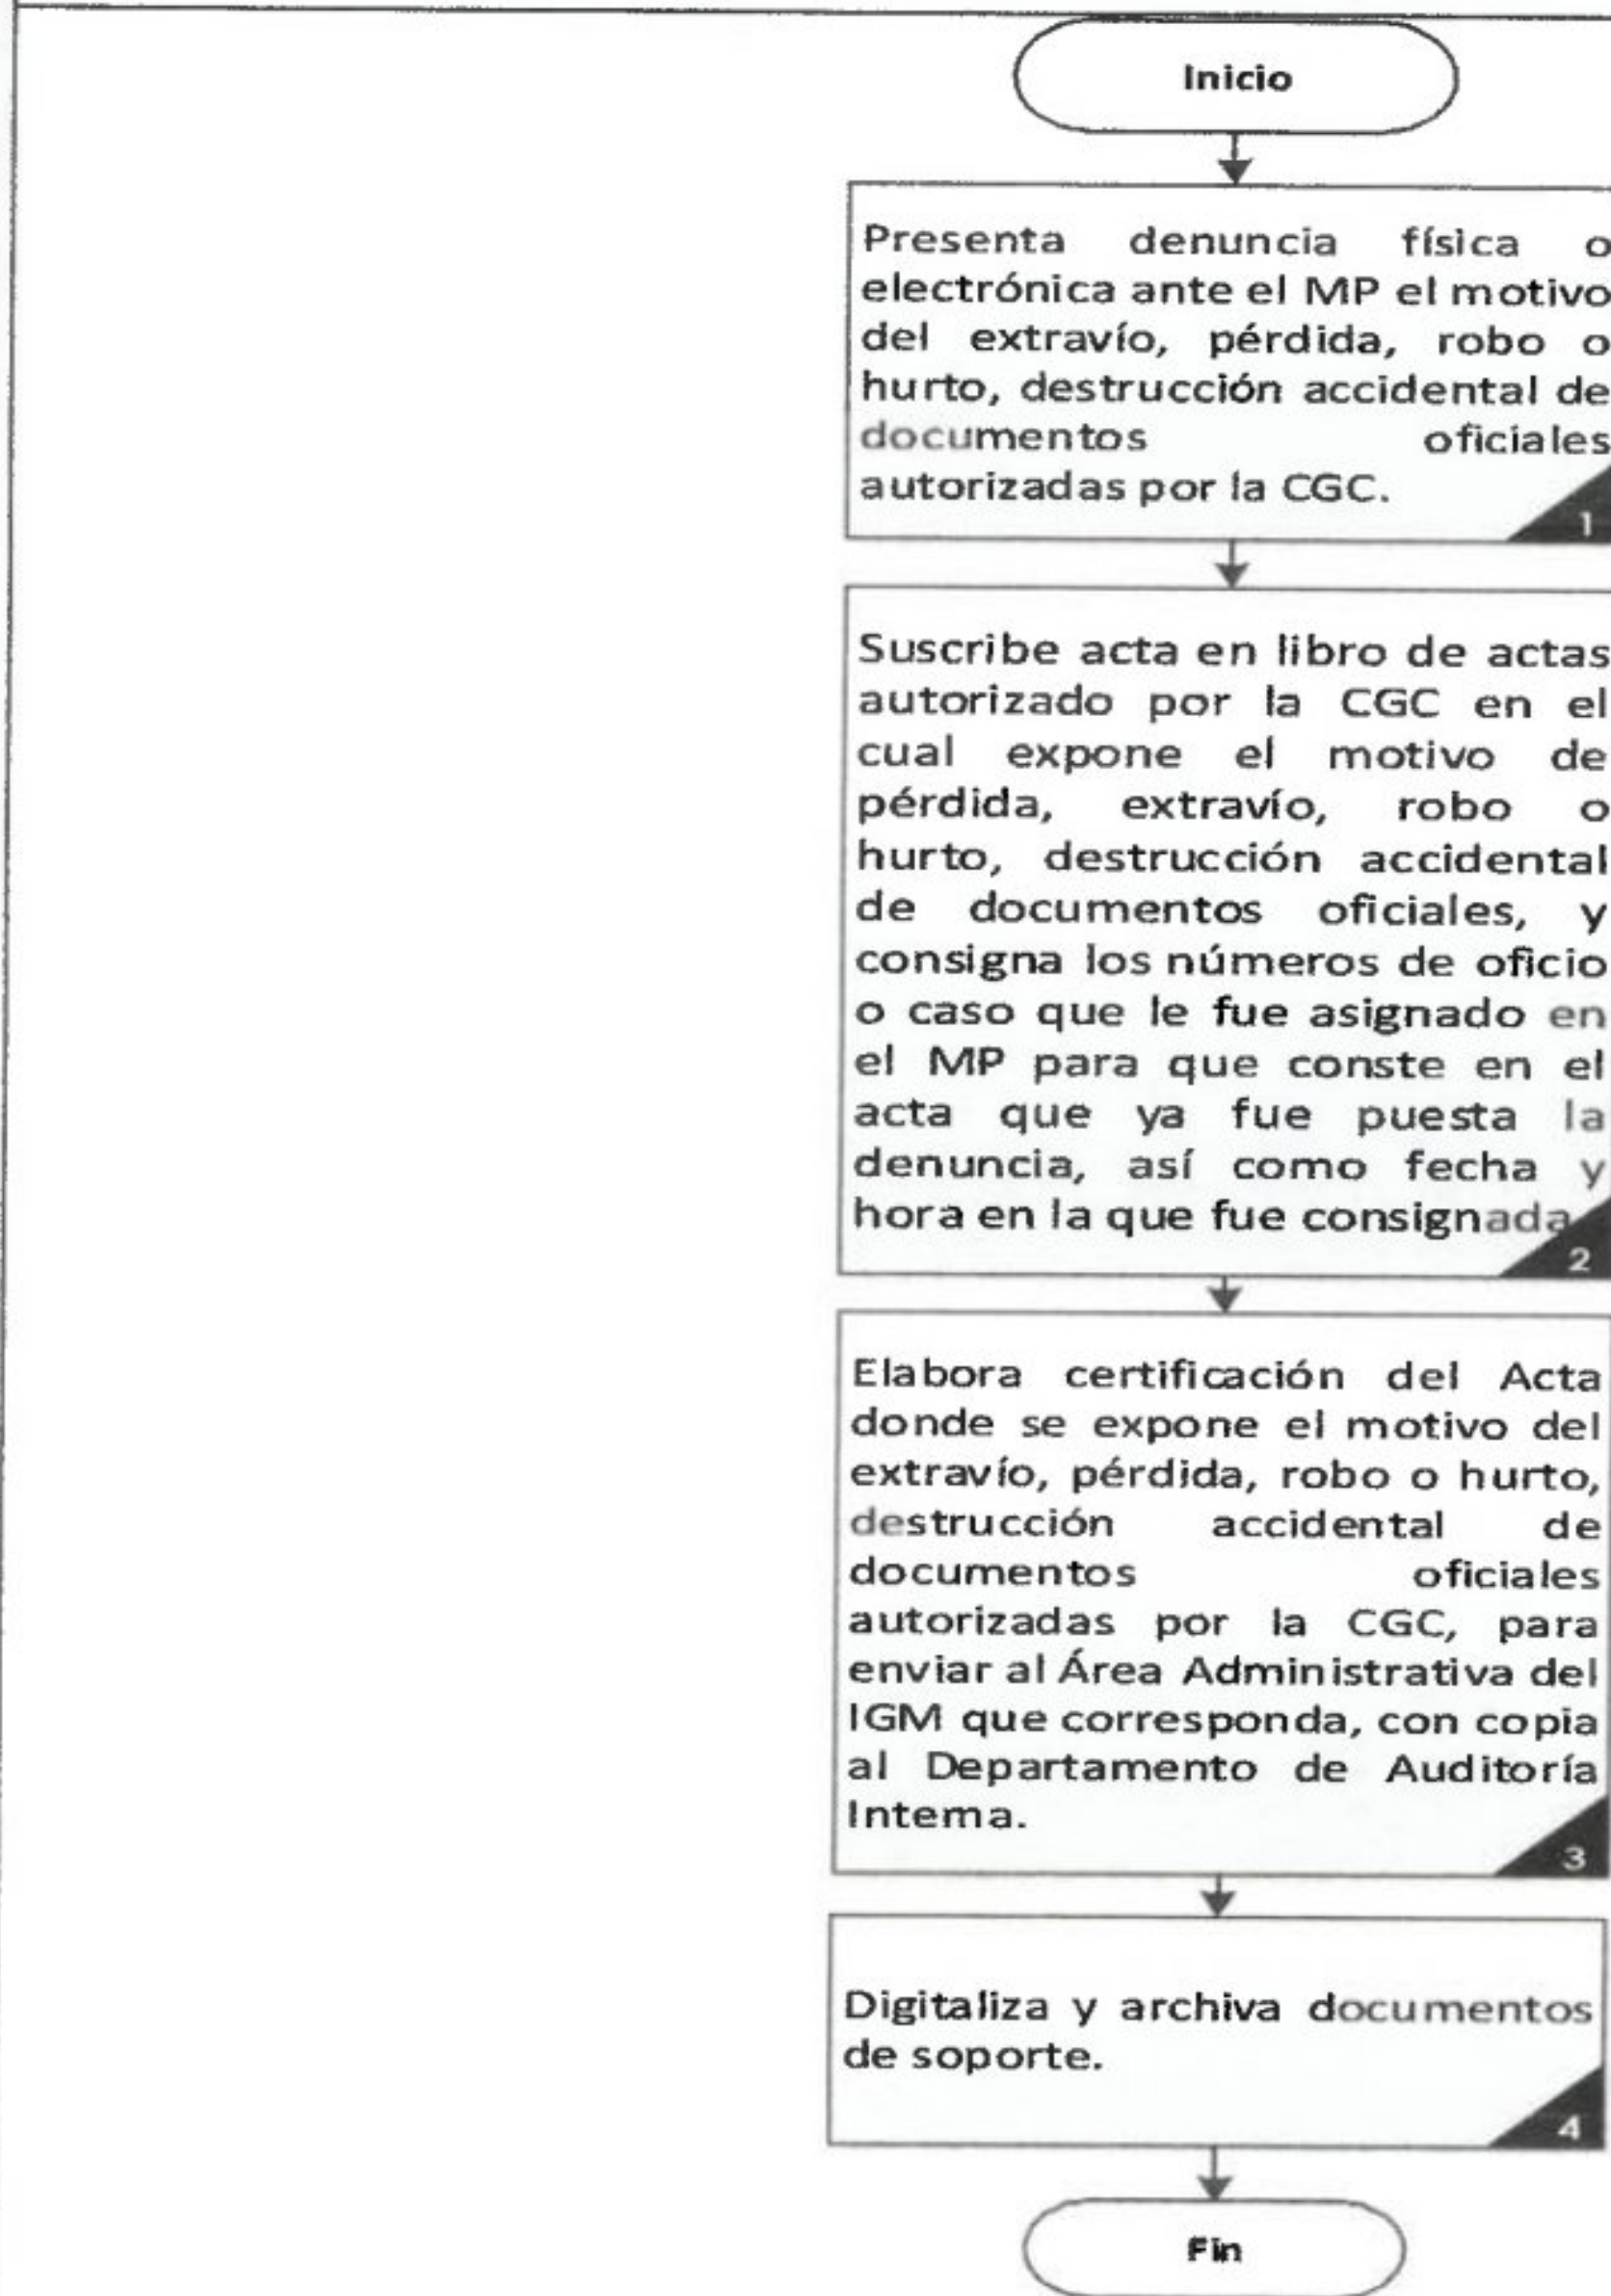 Inicio
Presenta denuncia física o
electrónica ante el MP el motivo
del extravío, pérdida, robo o
hurto, destrucción accidental de
documentos oficiales
autorizadas por la CGC.
1
Suscribe acta en libro de actas
autorizado por la CGC en el
cual expone el motivo de
pérdida, extravío, robo o
hurto, destrucción accidental
de documentos oficiales, y
consigna los números de oficio
o caso que le fue asignado en
el MP para que conste en el
acta que ya fue puesta la
denuncia, así como fecha y
hora en la que fue consignada
2
Elabora certificación del Acta
donde se expone el motivo del
extravío, pérdida, robo o hurto,
destrucción accidental de
documentos oficiales
autorizadas por la CGC, para
enviar al Área Administrativa del
IGM que corresponda, con copia
al Departamento de Auditoría
Interna.
3
Digitaliza y archiva documentos
de soporte.
4
Fin